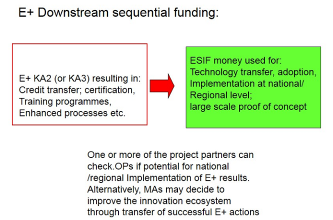 E+ Downstream sequential funding:
E+ KA2 (or KA3) resulting in:
Credit transfer; certification,
Training programmes,
Enhanced processes etc.
ESIF money used for:
Technology transfer, adoption,
Implementation at national/
Regional level;
large scale proof of concept
One or more of the project partners can
check.OPs if potential for national
/regional Implementation of E+ results.
Alternatively, MAs may decide to
improve the innovation ecosystem
through transfer of successful E+ actions